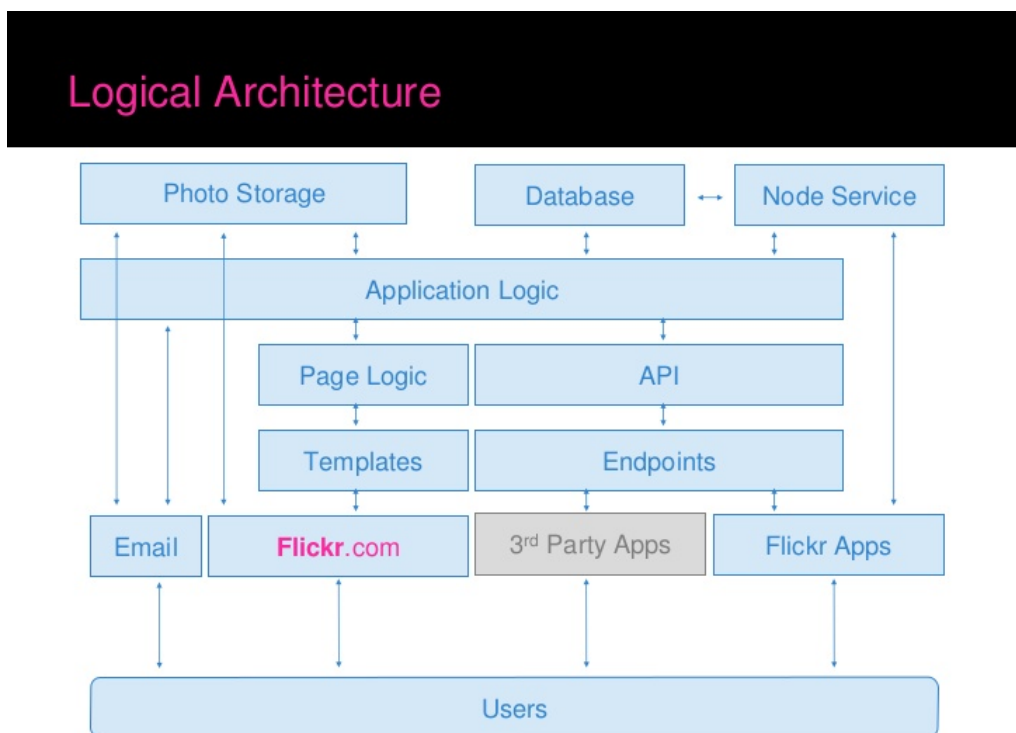 Logical Architecture
Photo Storage
Database
Node Service
Application Logic
Page Logic
API
Templates
Endpoints
Email
Flickr.com
3rd Party Apps
Flickr Apps
Users